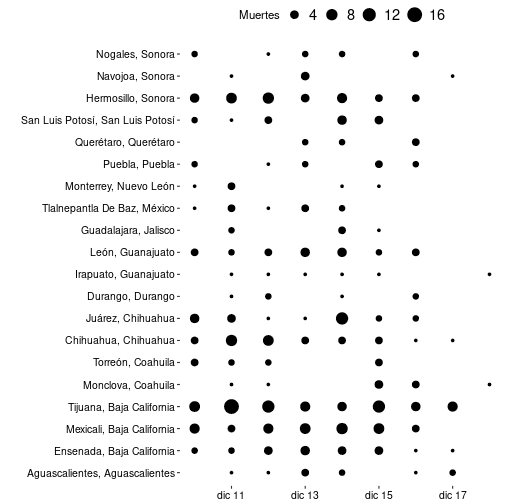 Muertes 4 8 12 16
Nogales, Sonora
Navojoa, Sonora
Hermosillo, Sonora
San Luis Potosí, San Luis Potosí
Querétaro, Querétaro
Puebla, Puebla
Monterrey, Nuevo León
Tlalnepantla De Baz, México
Guadalajara, Jalisco
León, Guanajuato
Irapuato, Guanajuato
Durango, Durango
Juárez, Chihuahua
Chihuahua, Chihuahua
Torreón, Coahuila
Monclova, Coahuila
Tijuana, Baja California
Mexicali, Baja California
Ensenada, Baja California
Aguascalientes, Aguascalientes
dic 11 dic 13 dic 15 dic 17